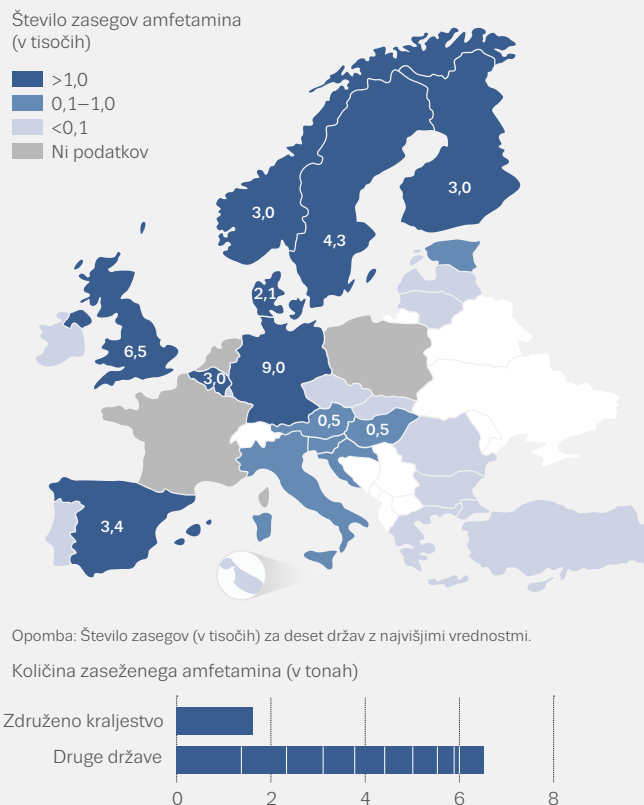 Število zasegov amfetamina
(v tisočih)
>1,0
0,1–1,0
<0,1
Ni podatkov
3,0
3,0
4,3
2,1
6,5
3,0
9,0
0,5
0,5
3,4
Opomba: Število zasegov (v tisočih) za deset držav z najvišjimi vrednostmi.
Količina zaseženega amfetamina (v tonah)
Združeno kraljestvo
Druge države
0 2 4 6 8